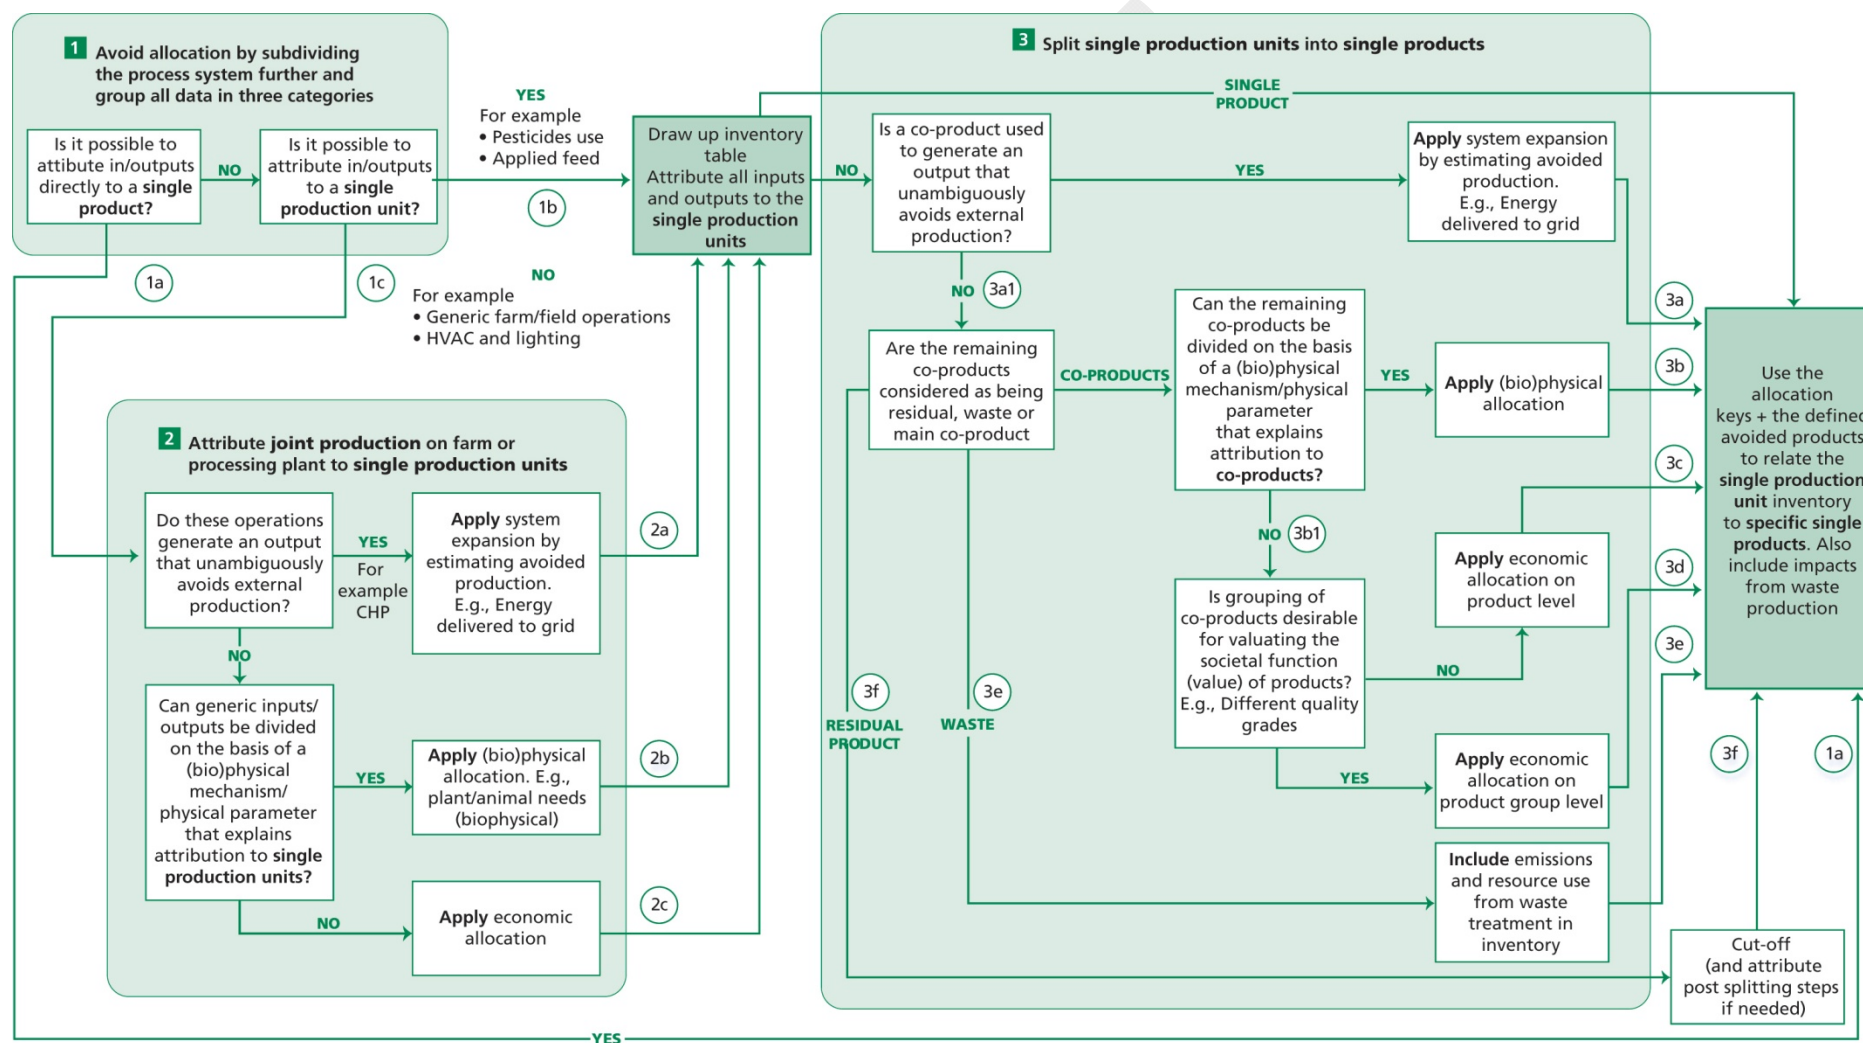 1 Avoid allocation by subdividing
the process system further and
group all data in three categories
Is it possible to
attibute in/outputs
directly to a single
product?
NO
Is it possible to
attribute in/outputs
to a single
production unit?
YES
For example
• Pesticides use
• Applied feed
1b
1a
1c
NO
For example
• Generic farm/field operations
• HVAC and lighting
Draw up inventory
table
Attribute all inputs
and outputs to the
single production
units
2 Attribute joint production on farm or
processing plant to single production units
Do these operations
generate an output
that unambiguously
avoids external
production?
YES
For
example
CHP
Apply system
expansion by
estimating avoided
production.
E.g., Energy
delivered to grid
2a
NO
Can generic inputs/
outputs be divided
on the basis of a
(bio)physical
mechanism/
physical parameter
that explains
attribution to single
production units?
YES
Apply (bio)physical
allocation. E.g.,
plant/animal needs
(biophysical)
2b
NO
Apply economic
allocation
2c
3 Split single production units into single products
SINGLE
PRODUCT
NO
Is a co-product used
to generate an
output that
unambiguously
avoids external
production?
YES
Apply system expansion
by estimating avoided
production.
E.g., Energy
delivered to grid
3a
NO
3a1
Are the remaining
co-products
considered as being
residual, waste or
main co-product
CO-PRODUCTS
Can the remaining
co-products be
divided on the basis
of a (bio)physical
mechanism/physical
parameter
that explains
attribution to
co-products?
YES
Apply (bio)physical
allocation
3b
NO
3b1
Is grouping of
co-products desirable
for valuating the
societal function
(value) of products?
E.g., Different quality
grades
NO
Apply economic
allocation on
product level
3c
YES
Apply economic
allocation on
product group level
3d
3f
RESIDUAL
PRODUCT
3e
WASTE
Include emissions
and resource use
from waste
treatment in
inventory
3e
Cut-off
(and attribute
post splitting steps
if needed)
3f
1a
Use the
allocation
keys + the defined
avoided products
to relate the
single production
unit inventory
to specific single
products. Also
include impacts
from waste
production
YES